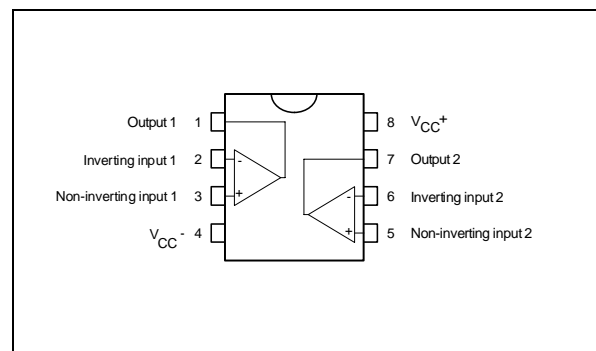 Output 1 1
Inverting input 1 2 -
Non-inverting input 1 3 +
VCC- 4
8 VCC+
7 Output 2
- 6 Inverting input 2
+ 5 Non-inverting input 2